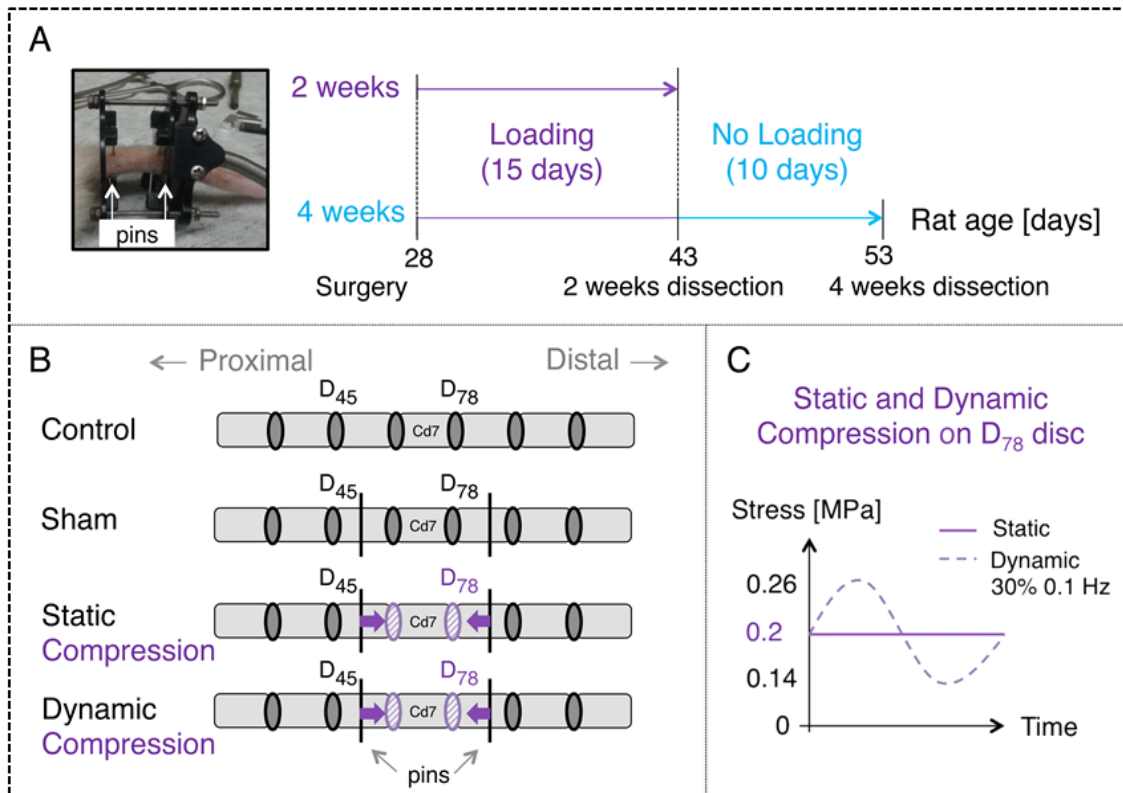 A
2 weeks
Loading
(15 days)
No Loading
(10 days)
4 weeks
pins
Rat age [days]
28
43
53
Surgery
2 weeks dissection
4 weeks dissection
B
Proximal
Distal
D45
D78
Control
Cd7
D45
D78
Sham
Cd7
D45
D78
Static
Compression
Cd7
D45
D78
Dynamic
Compression
Cd7
pins
C
Static and Dynamic
Compression on D78 disc
Stress [MPa]
Static
Dynamic
30% 0.1 Hz
0.26
0.2
0.14
0
Time